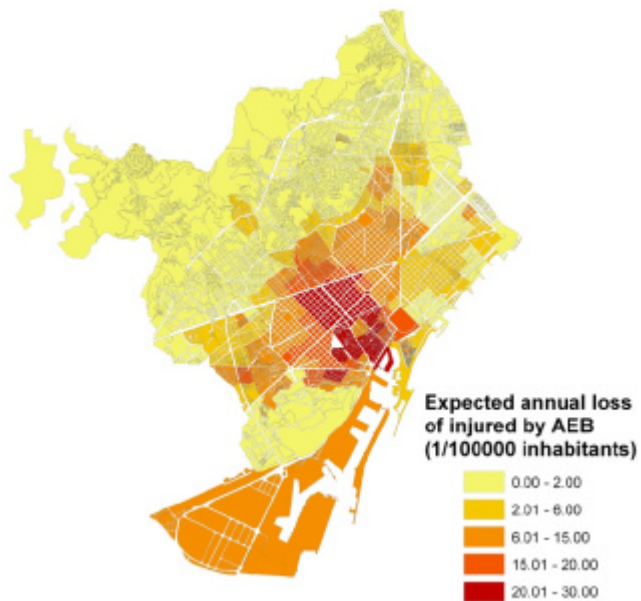 Expected annual loss
of injured by AEB
(1/100000 inhabitants)
0.00 - 2.00
2.01 - 6.00
6.01 - 15.00
15.01 - 20.00
20.01 - 30.00